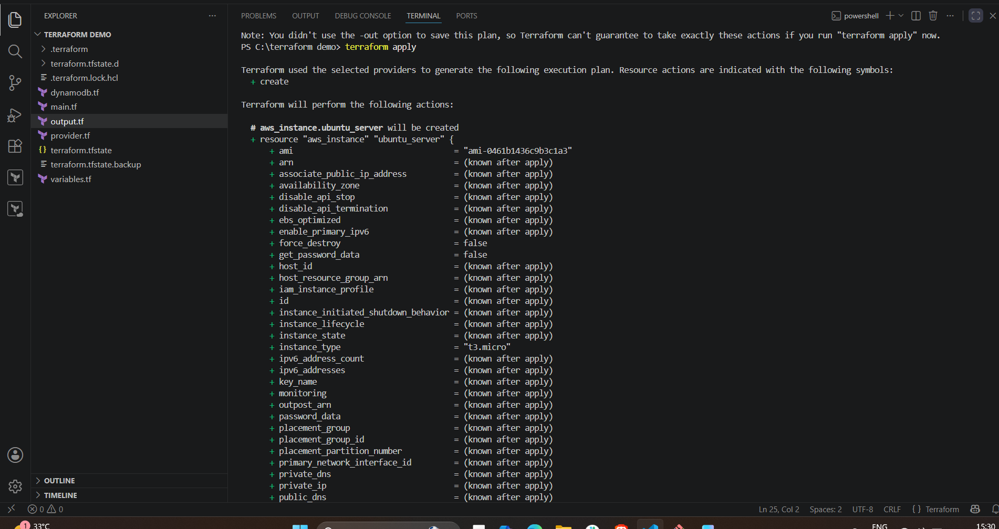 EXPLORER
TERRAFORM DEMO
.terraform
terraform.tfstate.d
.terraform.lock.hcl
dynamodb.tf
main.tf
output.tf
provider.tf
terraform.tfstate
terraform.tfstate.backup
variables.tf
OUTLINE
TIMELINE
PROBLEMS OUTPUT DEBUG CONSOLE TERMINAL PORTS
powershell
Note: You didn't use the -out option to save this plan, so Terraform can't guarantee to take exactly these actions if you run "terraform apply" now.
PS C:\terraform demo> terraform apply
Terraform used the selected providers to generate the following execution plan. Resource actions are indicated with the following symbols:
+ create
Terraform will perform the following actions:
# aws_instance.ubuntu_server will be created
+ resource "aws_instance" "ubuntu_server" {
+ ami = "ami-0461b1436c9b3c1a3"
+ arn = (known after apply)
+ associate_public_ip_address = (known after apply)
+ availability_zone = (known after apply)
+ disable_api_stop = (known after apply)
+ disable_api_termination = (known after apply)
+ ebs_optimized = (known after apply)
+ enable_primary_ipv6 = (known after apply)
+ force_destroy = false
+ get_password_data = false
+ host_id = (known after apply)
+ host_resource_group_arn = (known after apply)
+ iam_instance_profile = (known after apply)
+ id = (known after apply)
+ instance_initiated_shutdown_behavior = (known after apply)
+ instance_lifecycle = (known after apply)
+ instance_state = (known after apply)
+ instance_type = "t3.micro"
+ ipv6_address_count = (known after apply)
+ ipv6_addresses = (known after apply)
+ key_name = (known after apply)
+ monitoring = (known after apply)
+ outpost_arn = (known after apply)
+ password_data = (known after apply)
+ placement_group = (known after apply)
+ placement_group_id = (known after apply)
+ placement_partition_number = (known after apply)
+ primary_network_interface_id = (known after apply)
+ private_dns = (known after apply)
+ private_ip = (known after apply)
+ public_dns = (known after apply)
0 0 Ln 25, Col 2 Spaces: 2 UTF-8 CRLF { } Terraform
1 33°C ENG 15:30